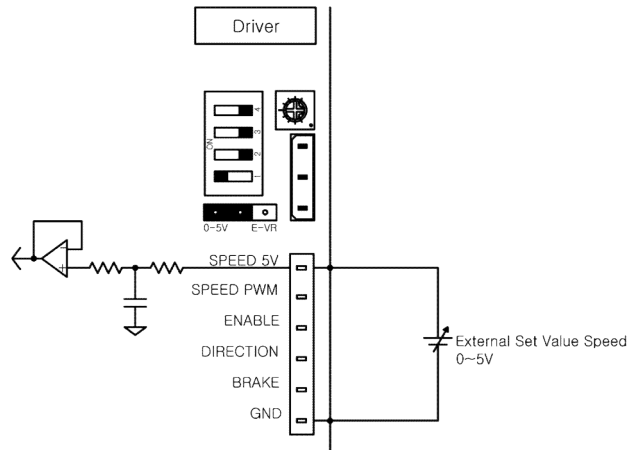 Driver
4
3
2
1
ON
0~5V E-VR
SPEED 5V
SPEED PWM
ENABLE
DIRECTION
BRAKE
GND
External Set Value Speed
0~5V